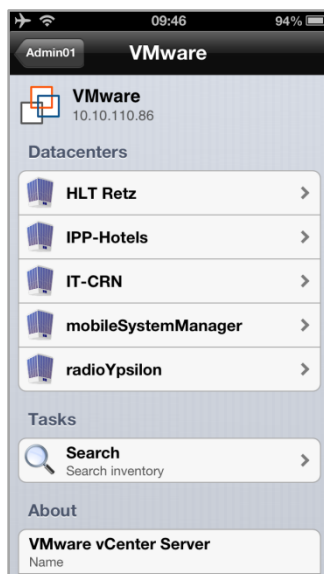 09:46
94%
Admin01
VMware
VMware
10.10.110.86
Datacenters
HLT Retz
IPP-Hotels
IT-CRN
mobileSystemManager
radioYpsilon
Tasks
Search
Search inventory
About
VMware vCenter Server
Name